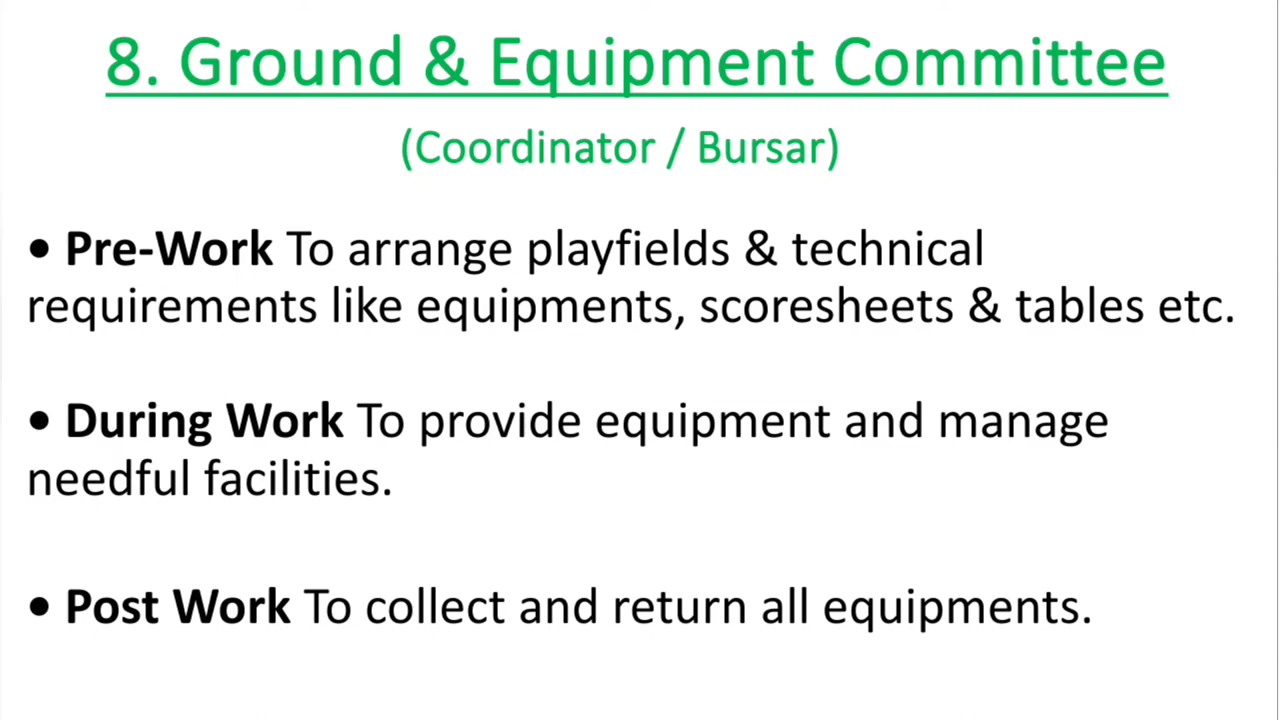 8. Ground & Equipment Committee
(Coordinator / Bursar)
• Pre-Work To arrange playfields & technical
requirements like equipments, scoresheets & tables etc.
• During Work To provide equipment and manage
needful facilities.
• Post Work To collect and return all equipments.